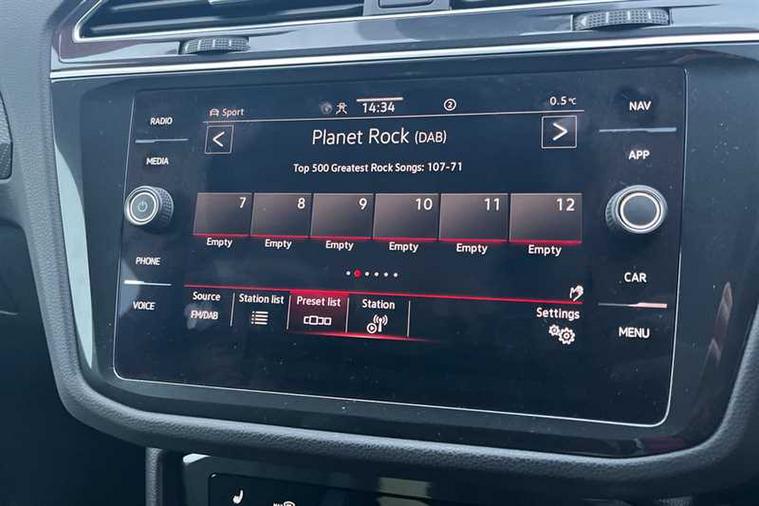 RADIO
MEDIA
PHONE
VOICE
Sport 14:34 2 0.5°C
< Planet Rock (DAB) >
Top 500 Greatest Rock Songs: 107-71
7 8 9 10 11 12
Empty Empty Empty Empty Empty Empty
Source Station list Preset list Station Settings
FM/DAB
NAV
APP
CAR
MENU